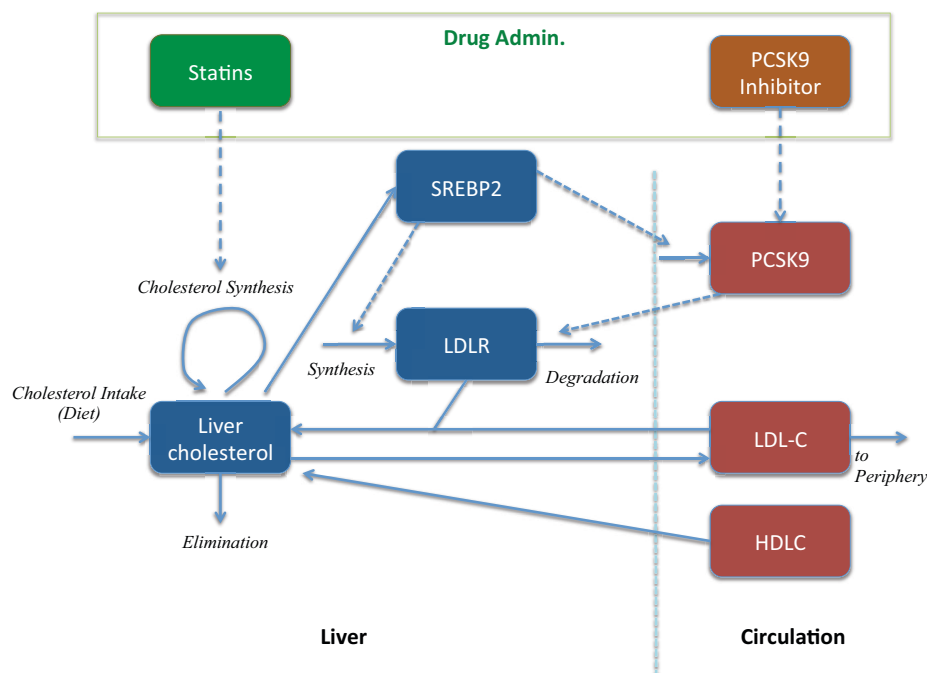 Drug Admin.
Statins
PCSK9
Inhibitor
SREBP2
PCSK9
Cholesterol Synthesis
LDLR
Synthesis
Degradation
Cholesterol Intake
(Diet)
Liver
cholesterol
LDL-C
to
Periphery
Elimination
HDLC
Liver
Circulation